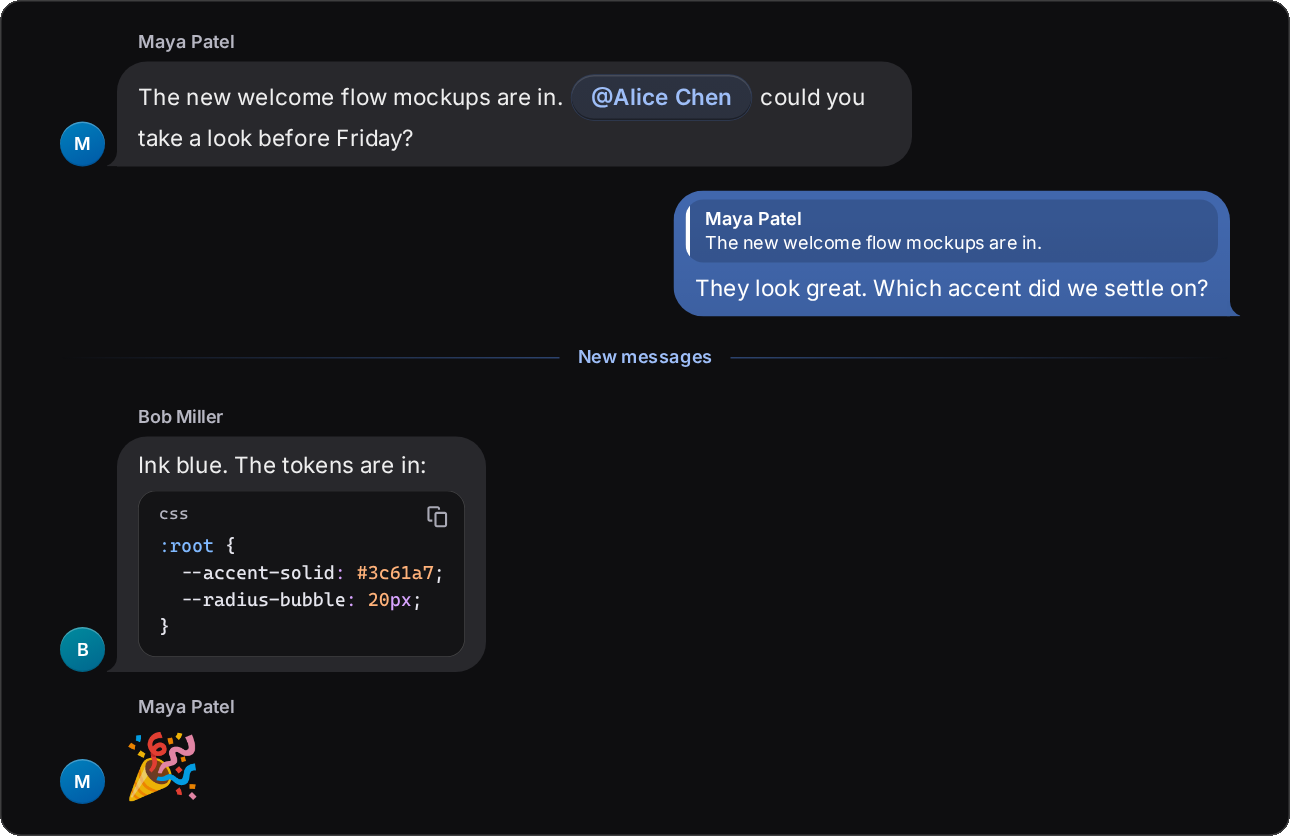 Maya Patel
The new welcome flow mockups are in. @Alice Chen could you
take a look before Friday?
M
Maya Patel
The new welcome flow mockups are in.
They look great. Which accent did we settle on?
New messages
Bob Miller
Ink blue. The tokens are in:
css
:root {
  --accent-solid: #3c61a7;
  --radius-bubble: 20px;
}
B
Maya Patel
M